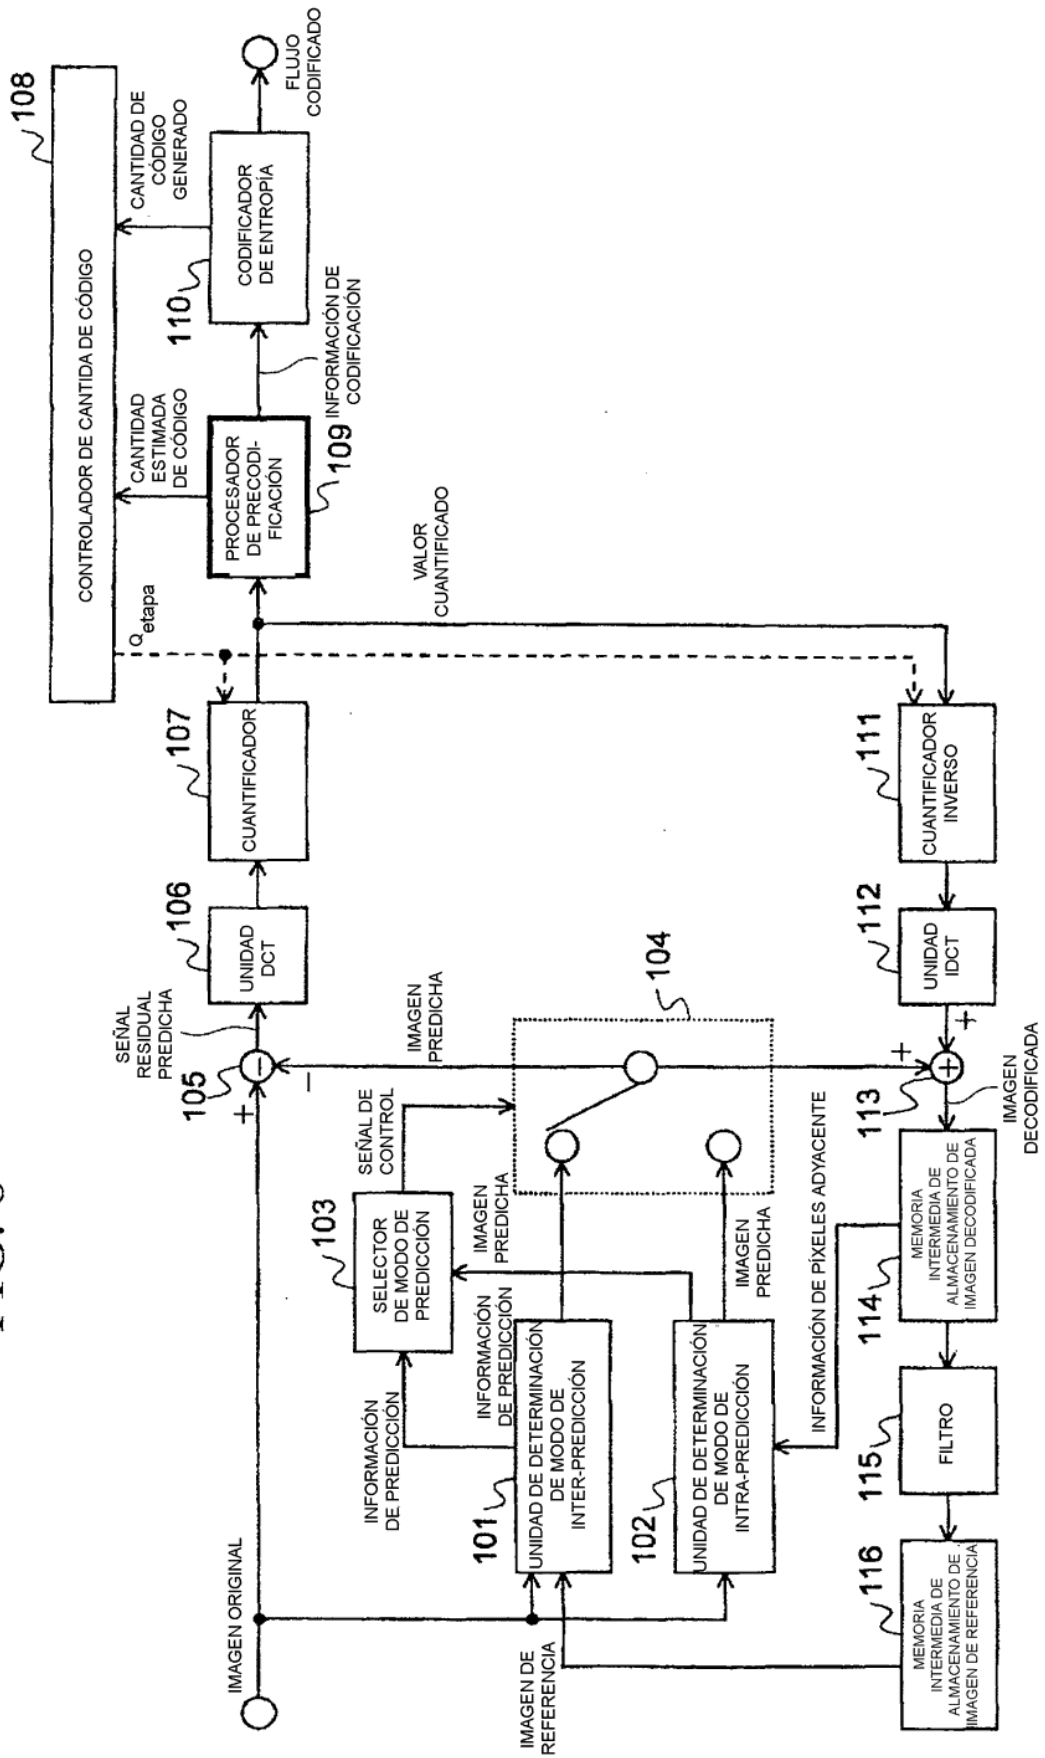 108
CONTROLADOR DE CANTIDA DE CÓDIGO
CANTIDAD DE
CÓDIGO
GENERADO
FLUJO
CODIFICADO
CODIFICADOR
DE ENTROPÍA
110
INFORMACIÓN DE
CODIFICACIÓN
CANTIDAD
ESTIMADA
DE CÓDIGO
PROCESADOR
DE PRECODI-
FICACIÓN
109
Qetapa
VALOR
CUANTIFICADO
107
CUANTIFICADOR
106
UNIDAD
DCT
SEÑAL
RESIDUAL
PREDICHA
105
+
−
−
IMAGEN
PREDICHA
104
SEÑAL DE
CONTROL
103
SELECTOR
DE MODO DE
PREDICCIÓN
IMAGEN
PREDICHA
IMAGEN
PREDICHA
INFORMACIÓN
DE PREDICCIÓN
INFORMACIÓN
DE PREDICCIÓN
101
UNIDAD DE DETERMINACIÓN
DE MODO DE
INTER-PREDICCIÓN
102
UNIDAD DE DETERMINACIÓN
DE MODO DE
INTRA-PREDICCIÓN
IMAGEN ORIGINAL
IMAGEN DE
REFERENCIA
INFORMACIÓN DE PÍXELES ADYACENTE
111
CUANTIFICADOR
INVERSO
112
UNIDAD
IDCT
+
+
+
113
IMAGEN
DECODIFICADA
114
MEMORIA
INTERMEDIA DE
ALMACENAMIENTO DE
IMAGEN DECODIFICADA
115
FILTRO
116
MEMORIA
INTERMEDIA DE
ALMACENAMIENTO DE
IMAGEN DE REFERENCIA